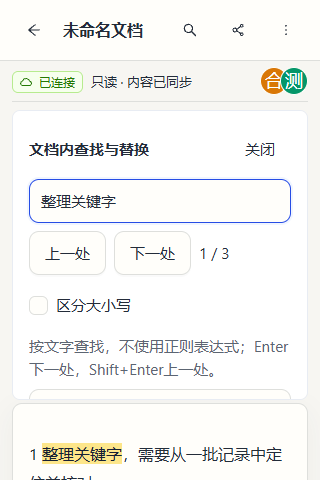 未命名文档
已连接 只读 · 内容已同步 合 测
文档内查找与替换 关闭
整理关键字
上一处 下一处 1 / 3
区分大小写
按文字查找，不使用正则表达式；Enter
下一处，Shift+Enter上一处。
1 整理关键字，需要从一批记录中定